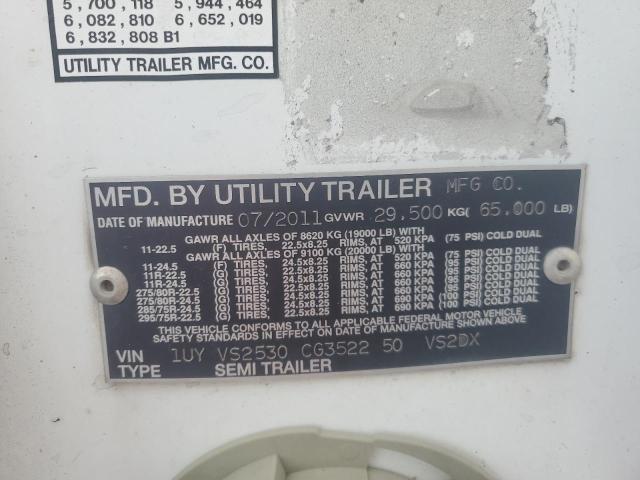 5,700,118 5,944,464
6,082,810 6,652,019
6,832,808 B1
UTILITY TRAILER MFG. CO.
MFD. BY UTILITY TRAILER MFG CO.
DATE OF MANUFACTURE 07/2011 GVWR 29,500 KG( 65,000 LB)
GAWR ALL AXLES OF 8620 KG (19000 LB) WITH
11-22.5 (F) TIRES, 22.5x8.25 RIMS, AT 520 KPA (75 PSI) COLD DUAL
GAWR ALL AXLES OF 9100 KG (20000 LB) WITH
11-24.5 (F) TIRES, 24.5x8.25 RIMS, AT 520 KPA (75 PSI) COLD DUAL
11R-22.5 (G) TIRES, 22.5x8.25 RIMS, AT 660 KPA (95 PSI) COLD DUAL
11R-24.5 (G) TIRES, 24.5x8.25 RIMS, AT 660 KPA (95 PSI) COLD DUAL
275/80R-22.5 (G) TIRES, 22.5x8.25 RIMS, AT 660 KPA (95 PSI) COLD DUAL
275/80R-24.5 (G) TIRES, 24.5x8.25 RIMS, AT 660 KPA (95 PSI) COLD DUAL
285/75R-24.5 (G) TIRES, 24.5x8.25 RIMS, AT 690 KPA (100 PSI) COLD DUAL
295/75R-22.5 (G) TIRES, 22.5x8.25 RIMS, AT 690 KPA (100 PSI) COLD DUAL
THIS VEHICLE CONFORMS TO ALL APPLICABLE FEDERAL MOTOR VEHICLE
SAFETY STANDARDS IN EFFECT ON DATE OF MANUFACTURE SHOWN ABOVE
VIN 1UY VS2530 CG3522 50 VS2DX
TYPE SEMI TRAILER